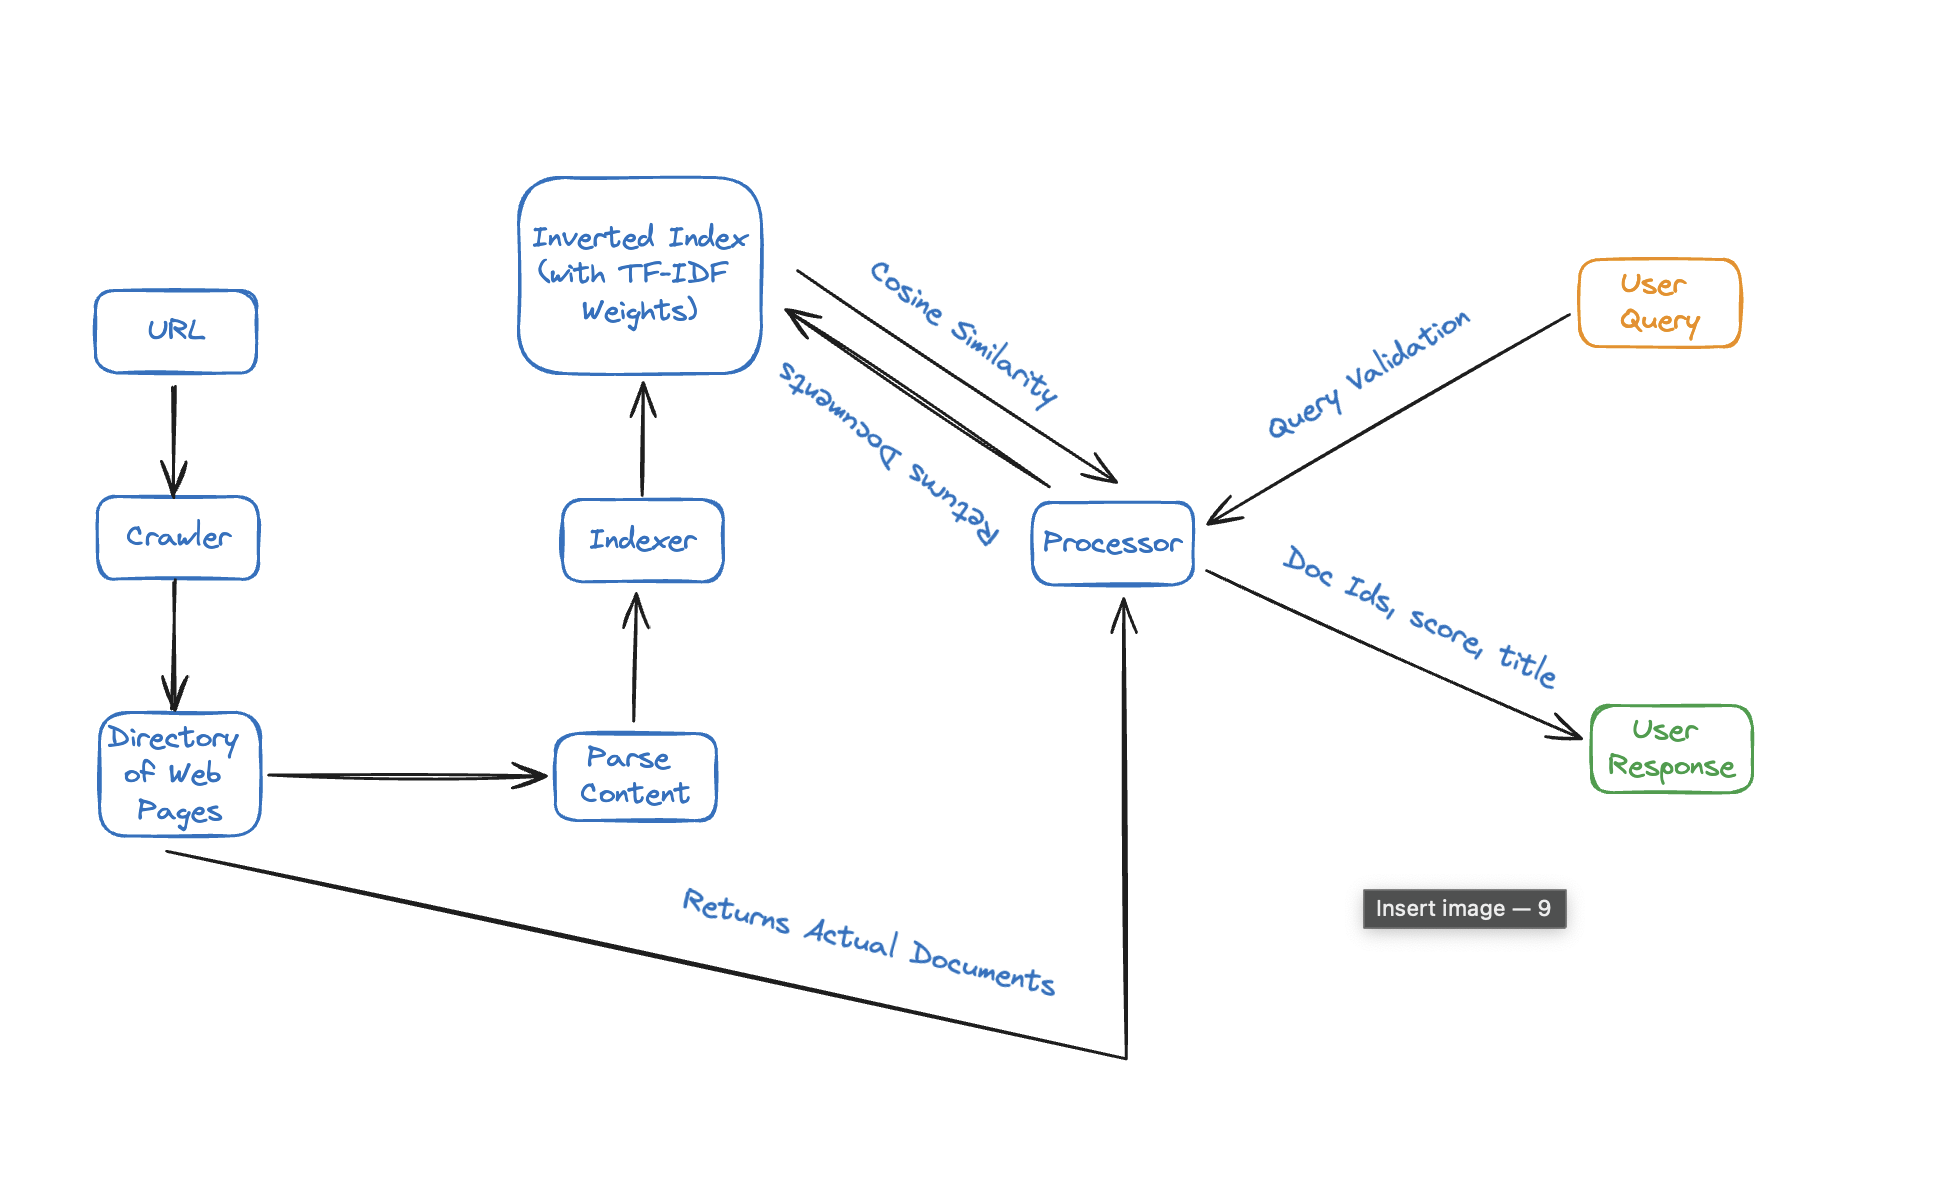 Inverted Index
(with TF-IDF
Weights)
Cosine Similarity
User
Query
URL
Query Validation
Returns Documents
Crawler
Indexer
Processor
Doc Ids, score, title
Directory
of Web
Pages
Parse
Content
User
Response
Returns Actual Documents
Insert image — 9